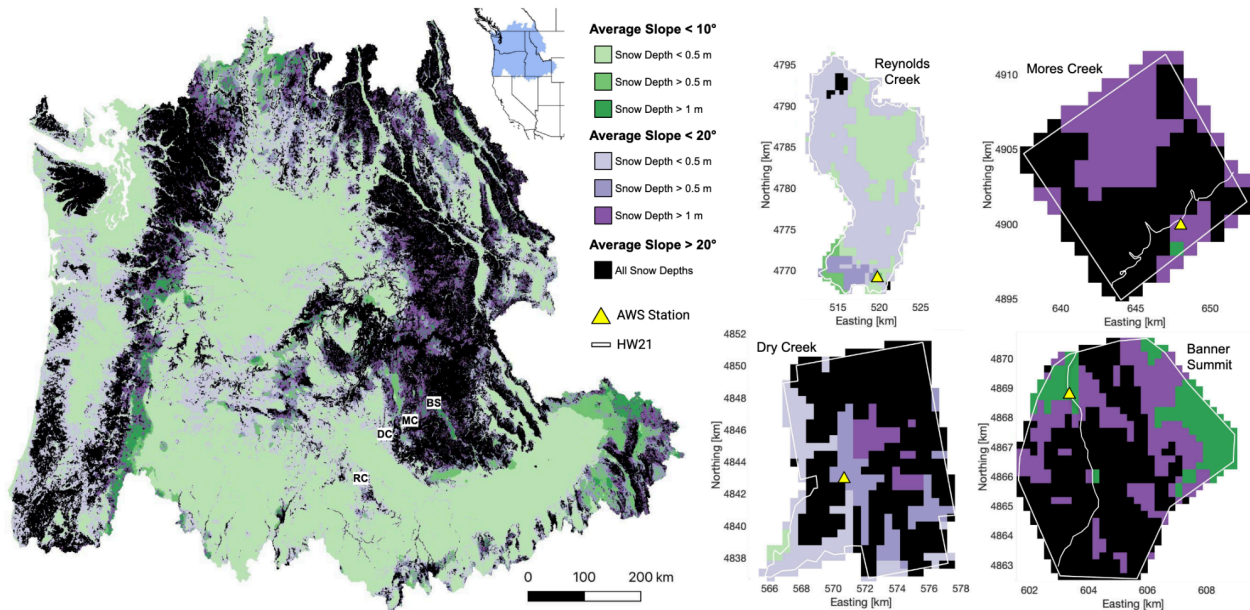 Average Slope < 10°
Snow Depth < 0.5 m
Snow Depth > 0.5 m
Snow Depth > 1 m
Average Slope < 20°
Snow Depth < 0.5 m
Snow Depth > 0.5 m
Snow Depth > 1 m
Average Slope > 20°
All Snow Depths
AWS Station
HW21
BS
MC
DC
RC
0 100 200 km
Reynolds
Creek
Northing [km]
4795
4790
4785
4780
4775
4770
515 520 525
Easting [km]
Mores Creek
Northing [km]
4910
4905
4900
4895
640 645 650
Easting [km]
Dry Creek
Northing [km]
4852
4850
4848
4846
4844
4842
4840
4838
566 568 570 572 574 576 578
Easting [km]
Banner
Summit
Northing [km]
4870
4869
4868
4867
4866
4865
4864
4863
602 604 606 608
Easting [km]